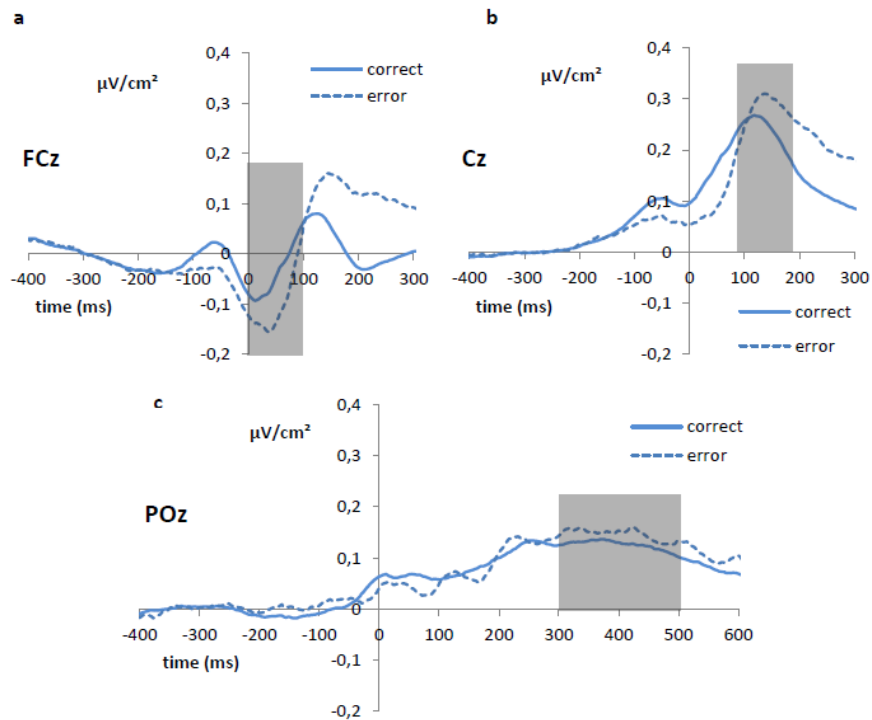 a
0,4
µV/cm²
correct
error
0,3
0,2
FCz
0,1
0
-400 -300 -200 -100 0 100 200 300
time (ms)
-0,1
-0,2
b
0,4
µV/cm²
correct
error
0,3
Cz
0,2
0,1
0
-400 -300 -200 -100 0 100 200 300
time (ms)
-0,1
-0,2
c
0,4
µV/cm²
correct
error
0,3
POz
0,2
0,1
0
-400 -300 -200 -100 0 100 200 300 400 500 600
time (ms)
-0,1
-0,2